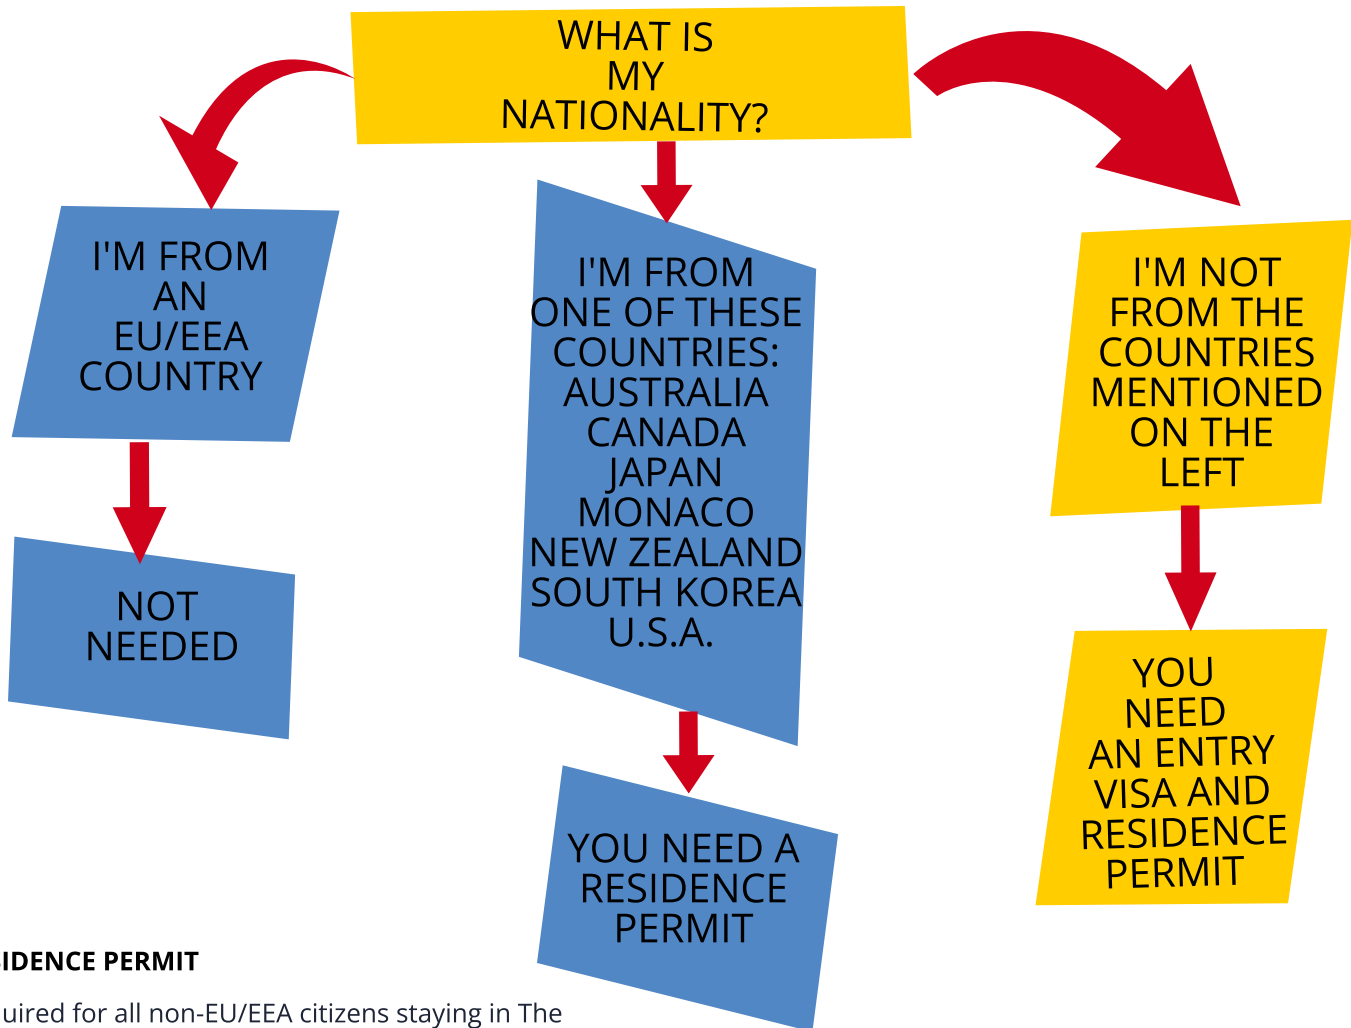 WHAT IS
MY
NATIONALITY?
I'M FROM
AN
EU/EEA
COUNTRY
NOT
NEEDED
I'M FROM
ONE OF THESE
COUNTRIES:
AUSTRALIA
CANADA
JAPAN
MONACO
NEW ZEALAND
SOUTH KOREA
U.S.A.
YOU NEED A
RESIDENCE
PERMIT
I'M NOT
FROM THE
COUNTRIES
MENTIONED
ON THE
LEFT
YOU
NEED
AN ENTRY
VISA AND
RESIDENCE
PERMIT
SIDENCE PERMIT
uired for all non-EU/EEA citizens staying in The